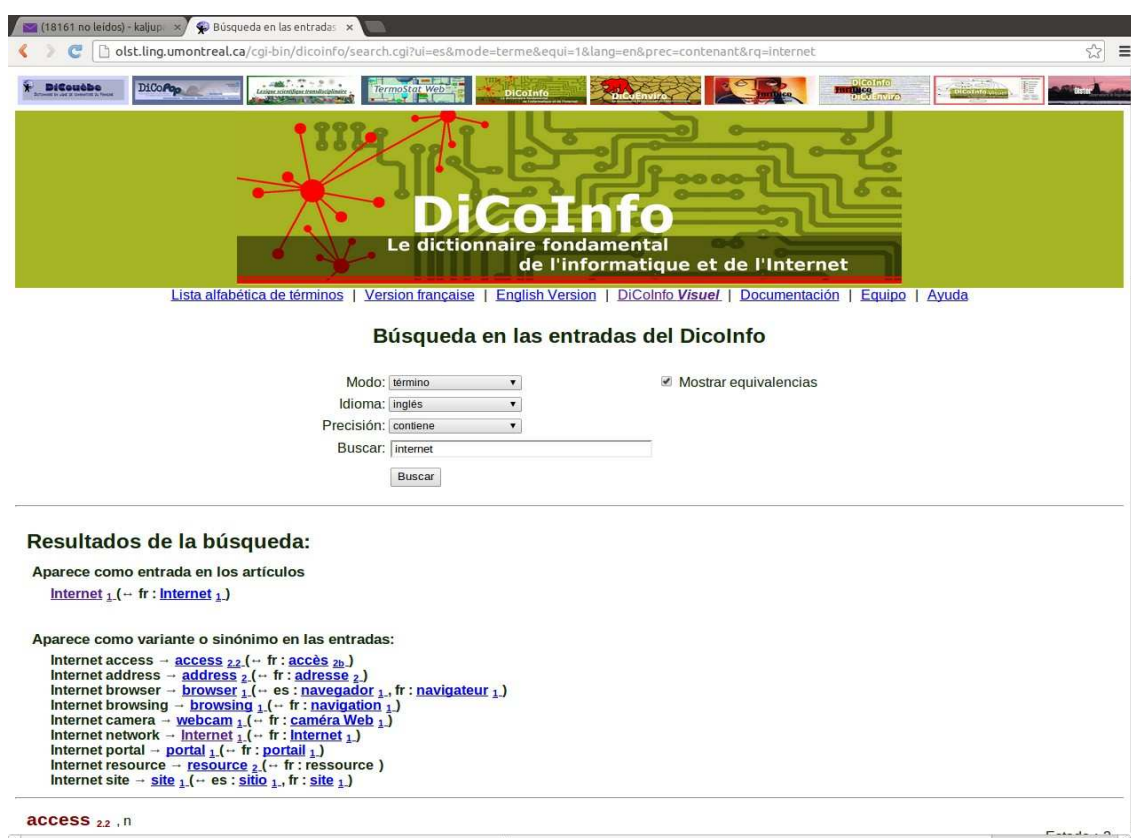 (18161 no leídos) - kaljup
Búsqueda en las entradas
olst.ling.umontreal.ca/cgi-bin/dicoinfo/search.cgi?ui=es&mode=terme&equi=1&lang=en&prec=contenant&rq=internet
DiCouèbe DiCoPop Lexique scientifique transdisciplinaire TermoStat Web DiCoInfo DiCoEnviro DiCoInfo DiCoEnviro Olster
DiCoInfo
Le dictionnaire fondamental
de l'informatique et de l'Internet
Lista alfabética de términos | Version française | English Version | DiCoInfo Visuel | Documentación | Equipo | Ayuda
Búsqueda en las entradas del DicoInfo
Modo: término Mostrar equivalencias
Idioma: inglés
Precisión: contiene
Buscar: internet
Buscar
Resultados de la búsqueda:
Aparece como entrada en los artículos
Internet 1 (↔ fr : Internet 1 )
Aparece como variante o sinónimo en las entradas:
Internet access → access 2.2 (↔ fr : accès 2b )
Internet address → address 2 (↔ fr : adresse 2 )
Internet browser → browser 1 (↔ es : navegador 1 , fr : navigateur 1 )
Internet browsing → browsing 1 (↔ fr : navigation 1 )
Internet camera → webcam 1 (↔ fr : caméra Web 1 )
Internet network → Internet 1 (↔ fr : Internet 1 )
Internet portal → portal 1 (↔ fr : portail 1 )
Internet resource → resource 2 (↔ fr : ressource )
Internet site → site 1 (↔ es : sitio 1 , fr : site 1 )
access 2.2 , n